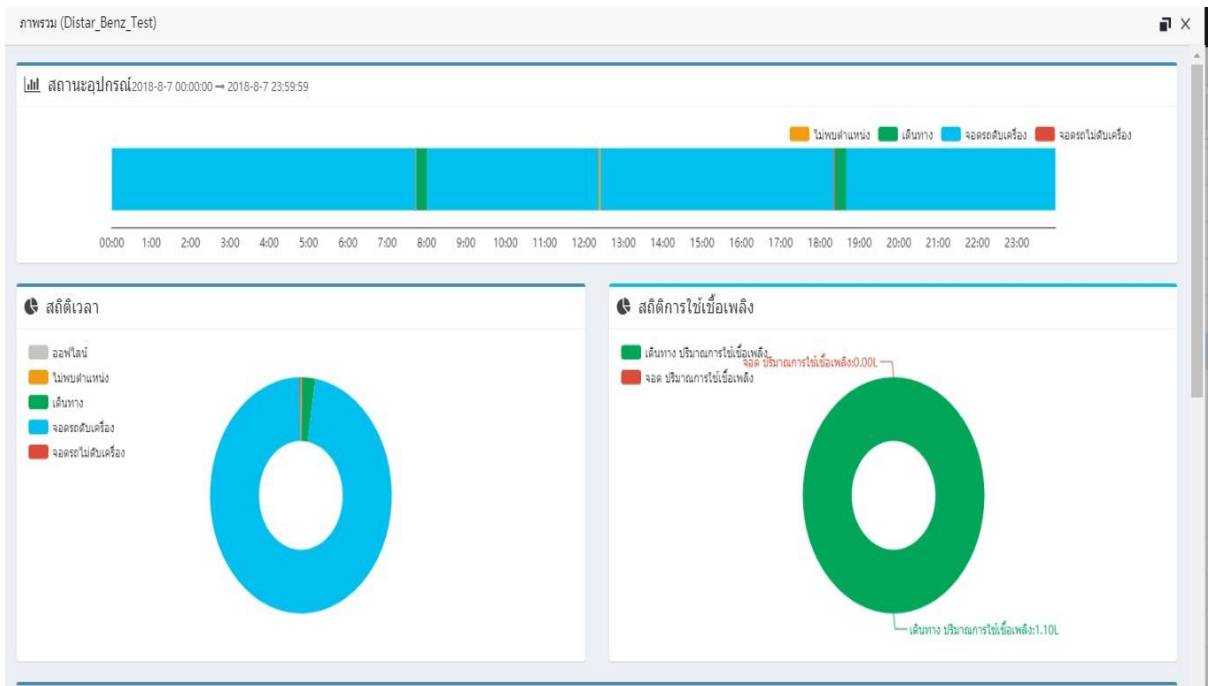 ภาพรวม (Distar_Benz_Test)
สถานะอุปกรณ์2018-8-7 00:00:00 → 2018-8-7 23:59:59
ไม่พบตำแหน่ง เดินทาง จอดรถดับเครื่อง จอดรถไม่ดับเครื่อง
00:00 1:00 2:00 3:00 4:00 5:00 6:00 7:00 8:00 9:00 10:00 11:00 12:00 13:00 14:00 15:00 16:00 17:00 18:00 19:00 20:00 21:00 22:00 23:00
สถิติเวลา
ออฟไลน์
ไม่พบตำแหน่ง
เดินทาง
จอดรถดับเครื่อง
จอดรถไม่ดับเครื่อง
สถิติการใช้เชื้อเพลิง
เดินทาง ปริมาณการใช้เชื้อเพลิง
จอด ปริมาณการใช้เชื้อเพลิง:0.00L
จอด ปริมาณการใช้เชื้อเพลิง
เดินทาง ปริมาณการใช้เชื้อเพลิง:1.10L